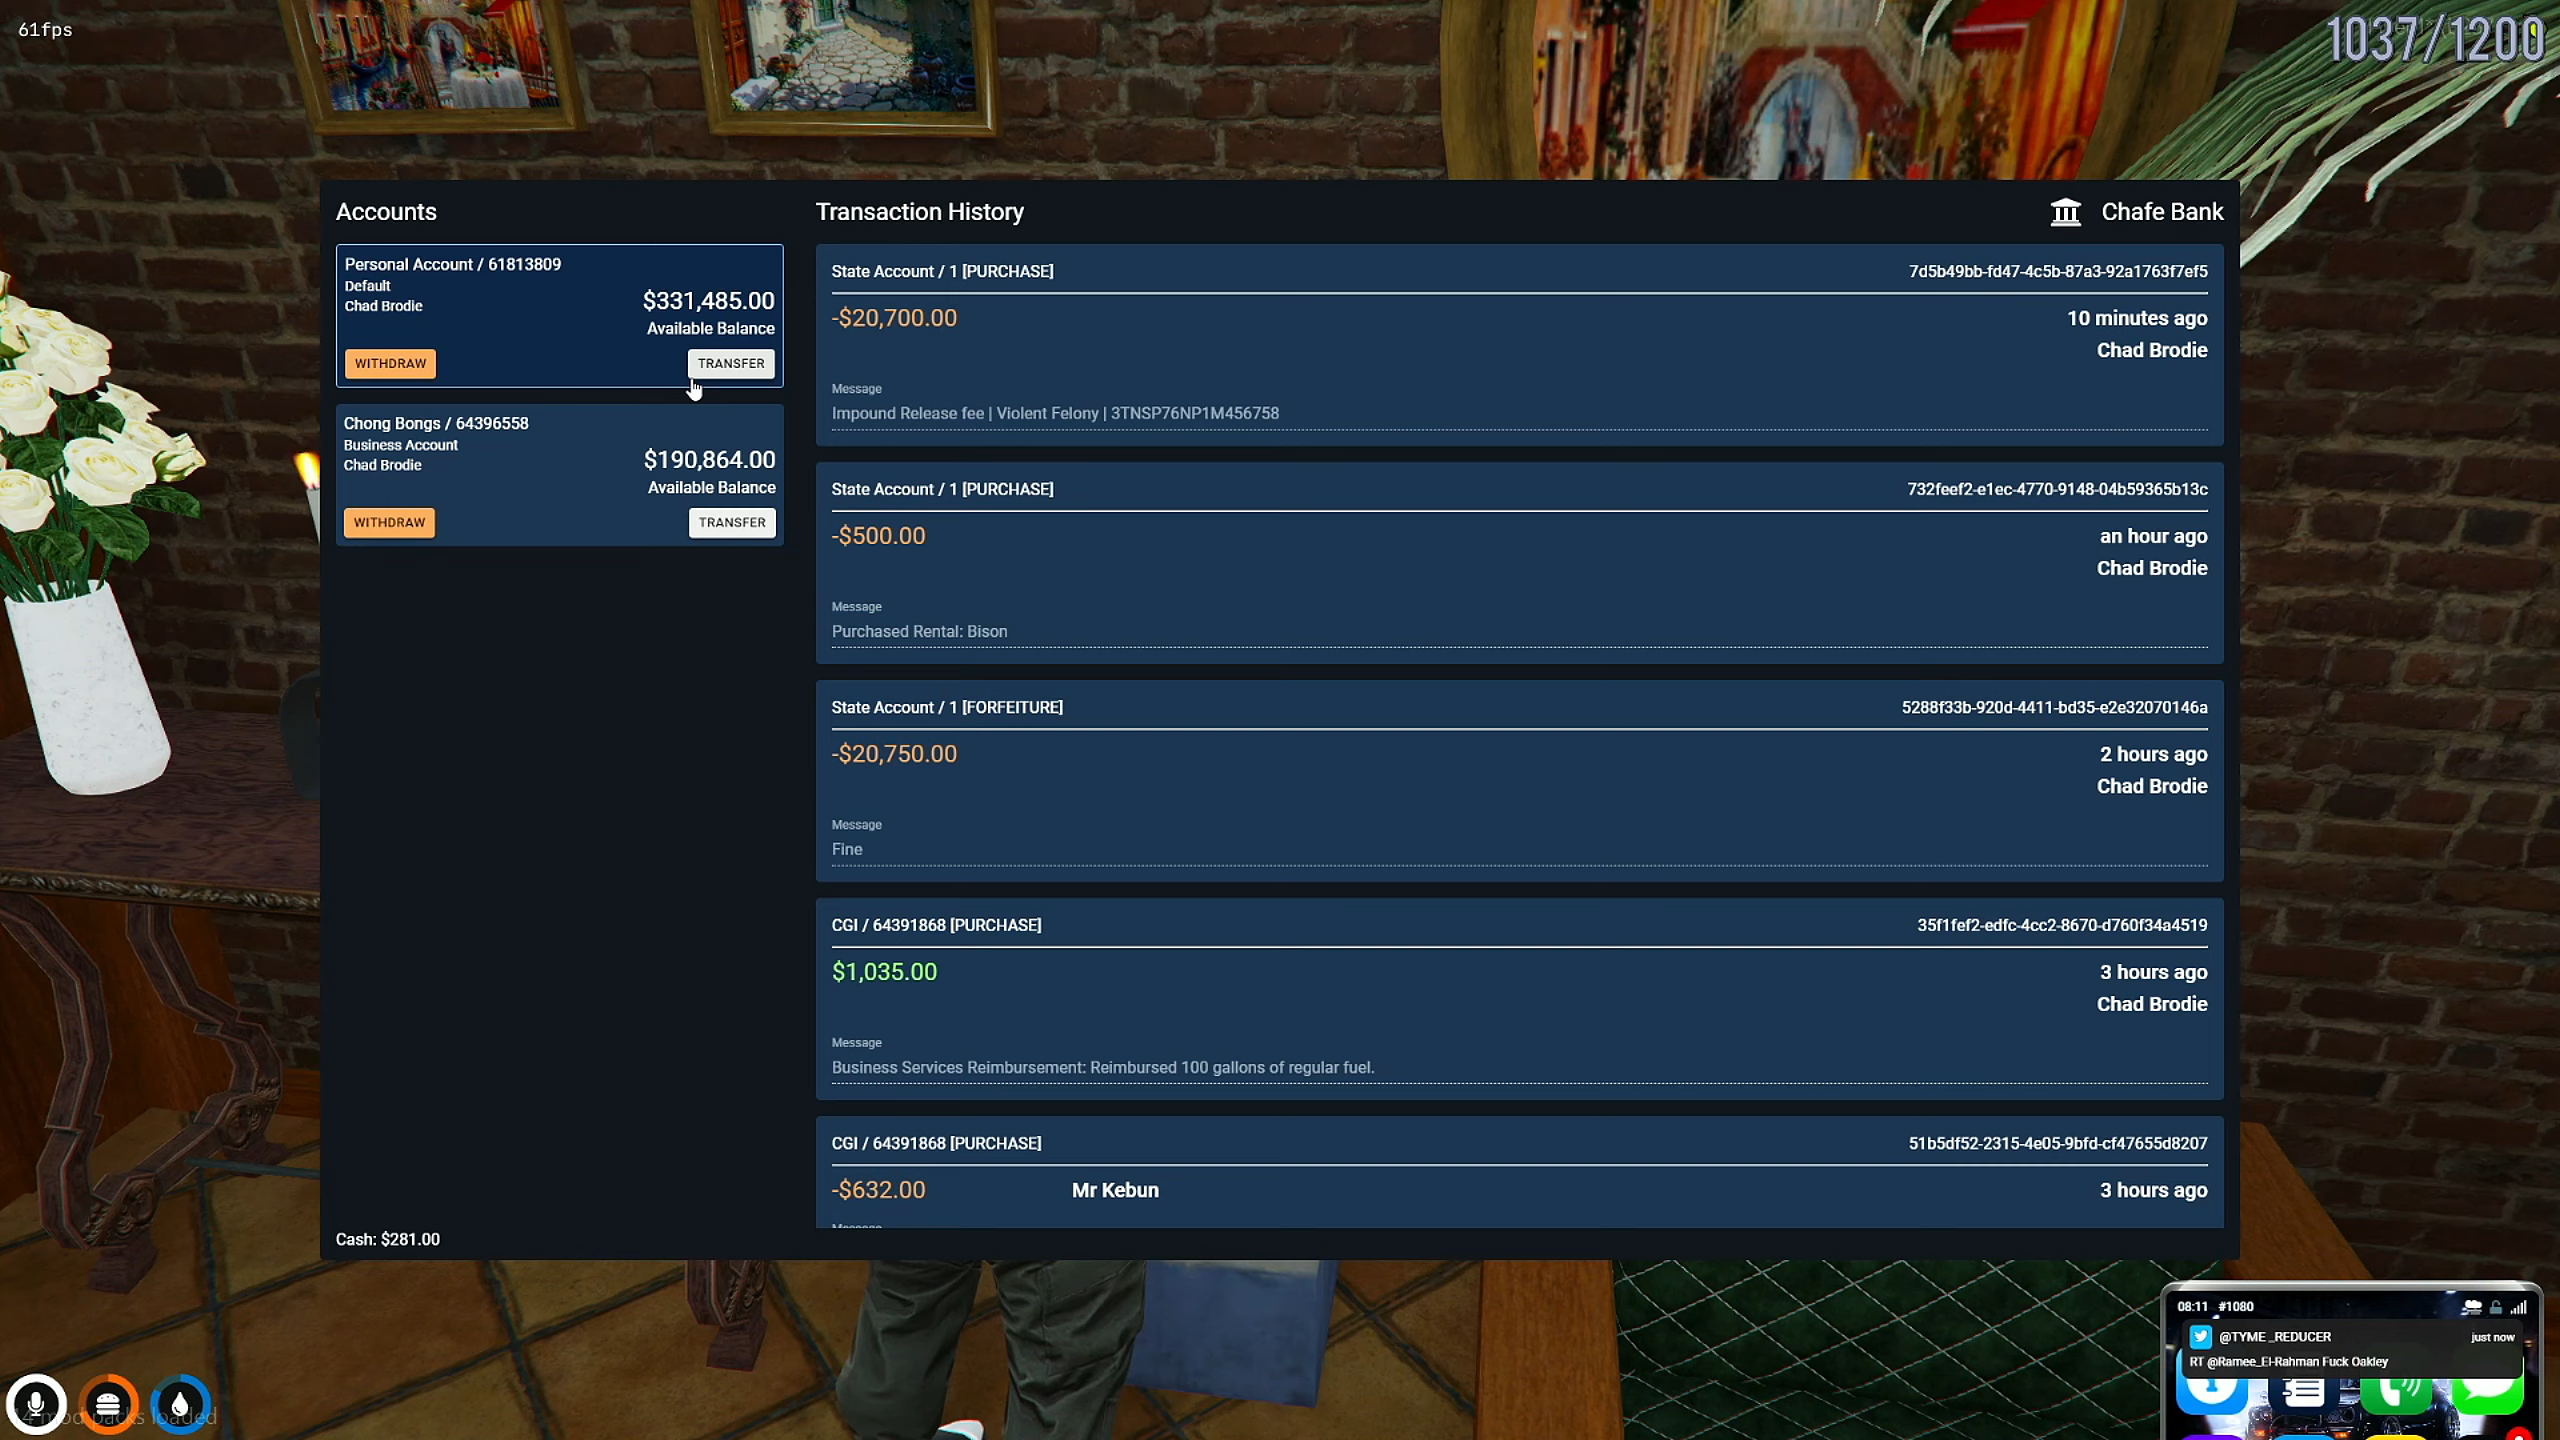 61fps
1037/1200
Accounts
Personal Account / 61813809
Default
Chad Brodie
$331,485.00
Available Balance
WITHDRAW
TRANSFER
Chong Bongs / 64396558
Business Account
Chad Brodie
$190,864.00
Available Balance
WITHDRAW
TRANSFER
Cash: $281.00
Transaction History
Chafe Bank
State Account / 1 [PURCHASE]
7d5b49bb-fd47-4c5b-87a3-92a1763f7ef5
-$20,700.00
10 minutes ago
Chad Brodie
Message
Impound Release fee | Violent Felony | 3TNSP76NP1M456758
State Account / 1 [PURCHASE]
732feef2-e1ec-4770-9148-04b59365b13c
-$500.00
an hour ago
Chad Brodie
Message
Purchased Rental: Bison
State Account / 1 [FORFEITURE]
5288f33b-920d-4411-bd35-e2e32070146a
-$20,750.00
2 hours ago
Chad Brodie
Message
Fine
CGI / 64391868 [PURCHASE]
35f1fef2-edfc-4cc2-8670-d760f34a4519
$1,035.00
3 hours ago
Chad Brodie
Message
Business Services Reimbursement: Reimbursed 100 gallons of regular fuel.
CGI / 64391868 [PURCHASE]
51b5df52-2315-4e05-9bfd-cf47655d8207
-$632.00
Mr Kebun
3 hours ago
Message
mod packs loaded
08:11 #1080
@TYME _REDUCER
just now
RT @Ramee_El-Rahman Fuck Oakley